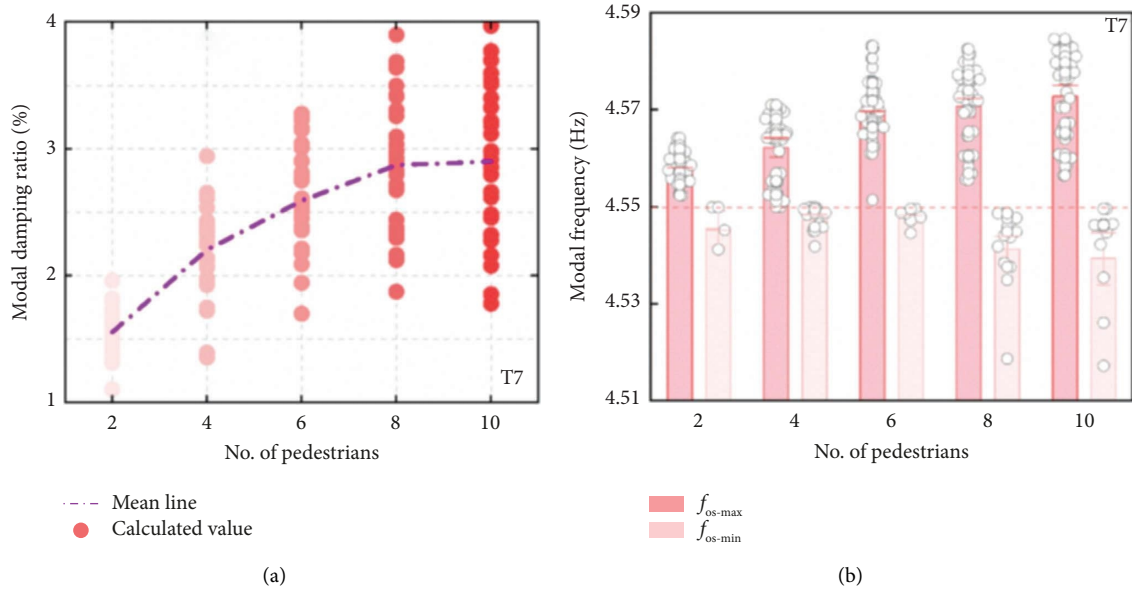 4
3
2
1
Modal damping ratio (%)
T7
2 4 6 8 10
No. of pedestrians
Mean line
Calculated value
(a)
4.59
4.57
4.55
4.53
4.51
Modal frequency (Hz)
T7
2 4 6 8 10
No. of pedestrians
fos-max
fos-min
(b)